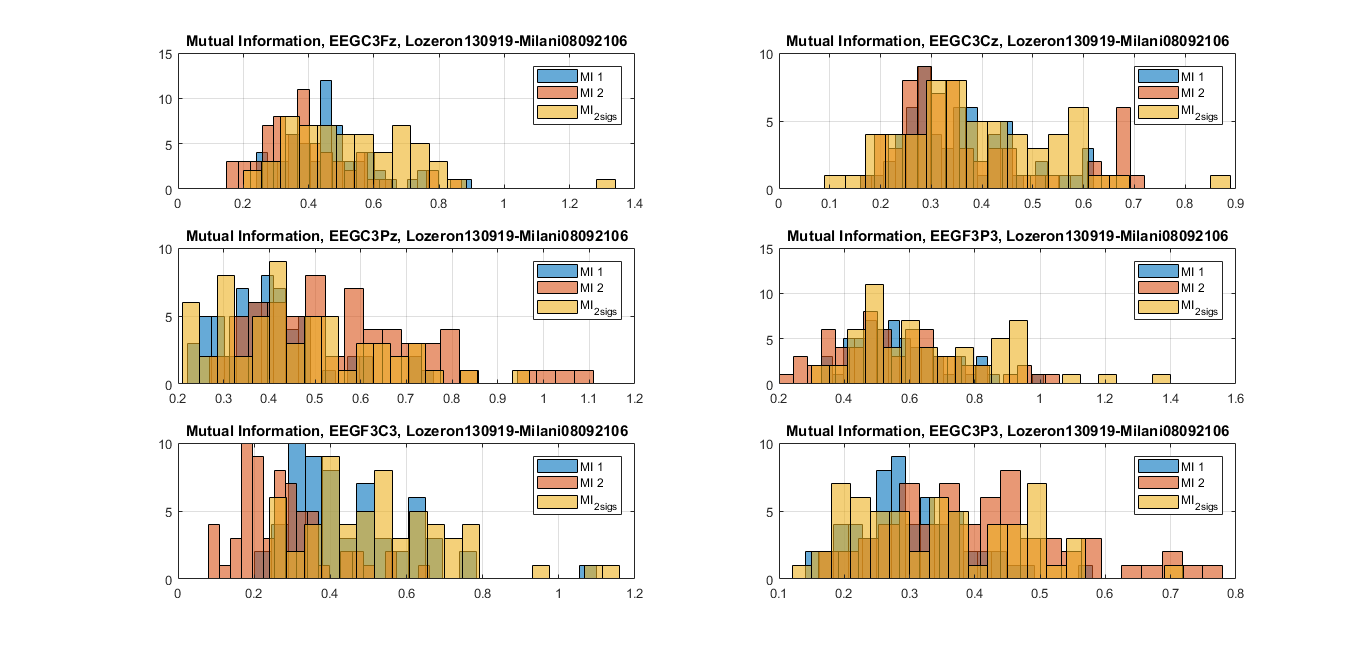 Mutual Information, EEGC3Fz, Lozeron130919-Milani08092106
15
10
5
0
0 0.2 0.4 0.6 0.8 1 1.2 1.4
MI 1
MI 2
MI2sigs
Mutual Information, EEGC3Cz, Lozeron130919-Milani08092106
10
5
0
0 0.1 0.2 0.3 0.4 0.5 0.6 0.7 0.8 0.9
MI 1
MI 2
MI2sigs
Mutual Information, EEGC3Pz, Lozeron130919-Milani08092106
10
5
0
0.2 0.3 0.4 0.5 0.6 0.7 0.8 0.9 1 1.1 1.2
MI 1
MI 2
MI2sigs
Mutual Information, EEGF3P3, Lozeron130919-Milani08092106
15
10
5
0
0.2 0.4 0.6 0.8 1 1.2 1.4 1.6
MI 1
MI 2
MI2sigs
Mutual Information, EEGF3C3, Lozeron130919-Milani08092106
10
5
0
0 0.2 0.4 0.6 0.8 1 1.2
MI 1
MI 2
MI2sigs
Mutual Information, EEGC3P3, Lozeron130919-Milani08092106
10
5
0
0.1 0.2 0.3 0.4 0.5 0.6 0.7 0.8
MI 1
MI 2
MI2sigs